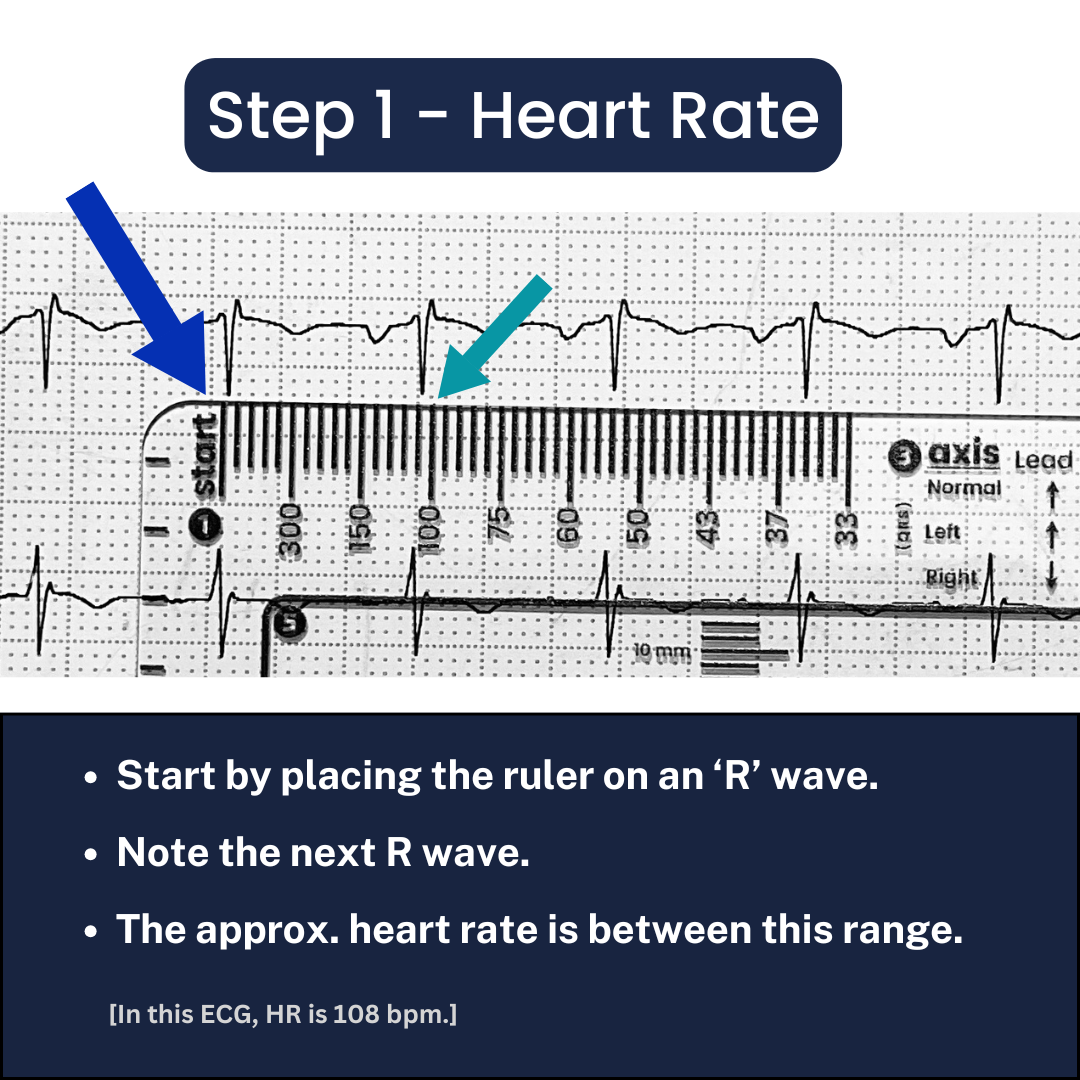 Step 1 - Heart Rate
start
1
300
150
100
75
60
50
43
37
33
(QRS)
3 axis Lead
Normal
Left
Right
5
10 mm
• Start by placing the ruler on an ‘R’ wave.
• Note the next R wave.
• The approx. heart rate is between this range.
[In this ECG, HR is 108 bpm.]